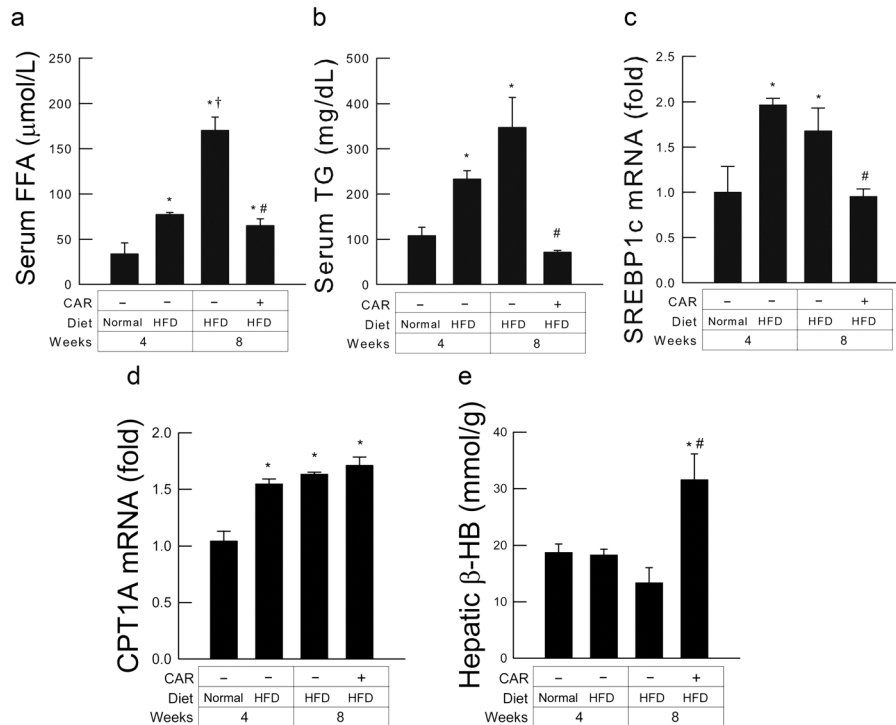 a
Serum FFA (μmol/L)
250
200
150
100
50
0
*
*†
*#
CAR − − − +
Diet Normal HFD HFD HFD
Weeks 4 8
b
Serum TG (mg/dL)
500
400
300
200
100
0
*
*
#
CAR − − − +
Diet Normal HFD HFD HFD
Weeks 4 8
c
SREBP1c mRNA (fold)
2.5
2.0
1.5
1.0
0.5
0.0
*
*
#
CAR − − − +
Diet Normal HFD HFD HFD
Weeks 4 8
d
CPT1A mRNA (fold)
2.0
1.5
1.0
0.5
0.0
*
*
*
CAR − − − +
Diet Normal HFD HFD HFD
Weeks 4 8
e
Hepatic β-HB (mmol/g)
40
30
20
10
0
*#
CAR − − − +
Diet Normal HFD HFD HFD
Weeks 4 8